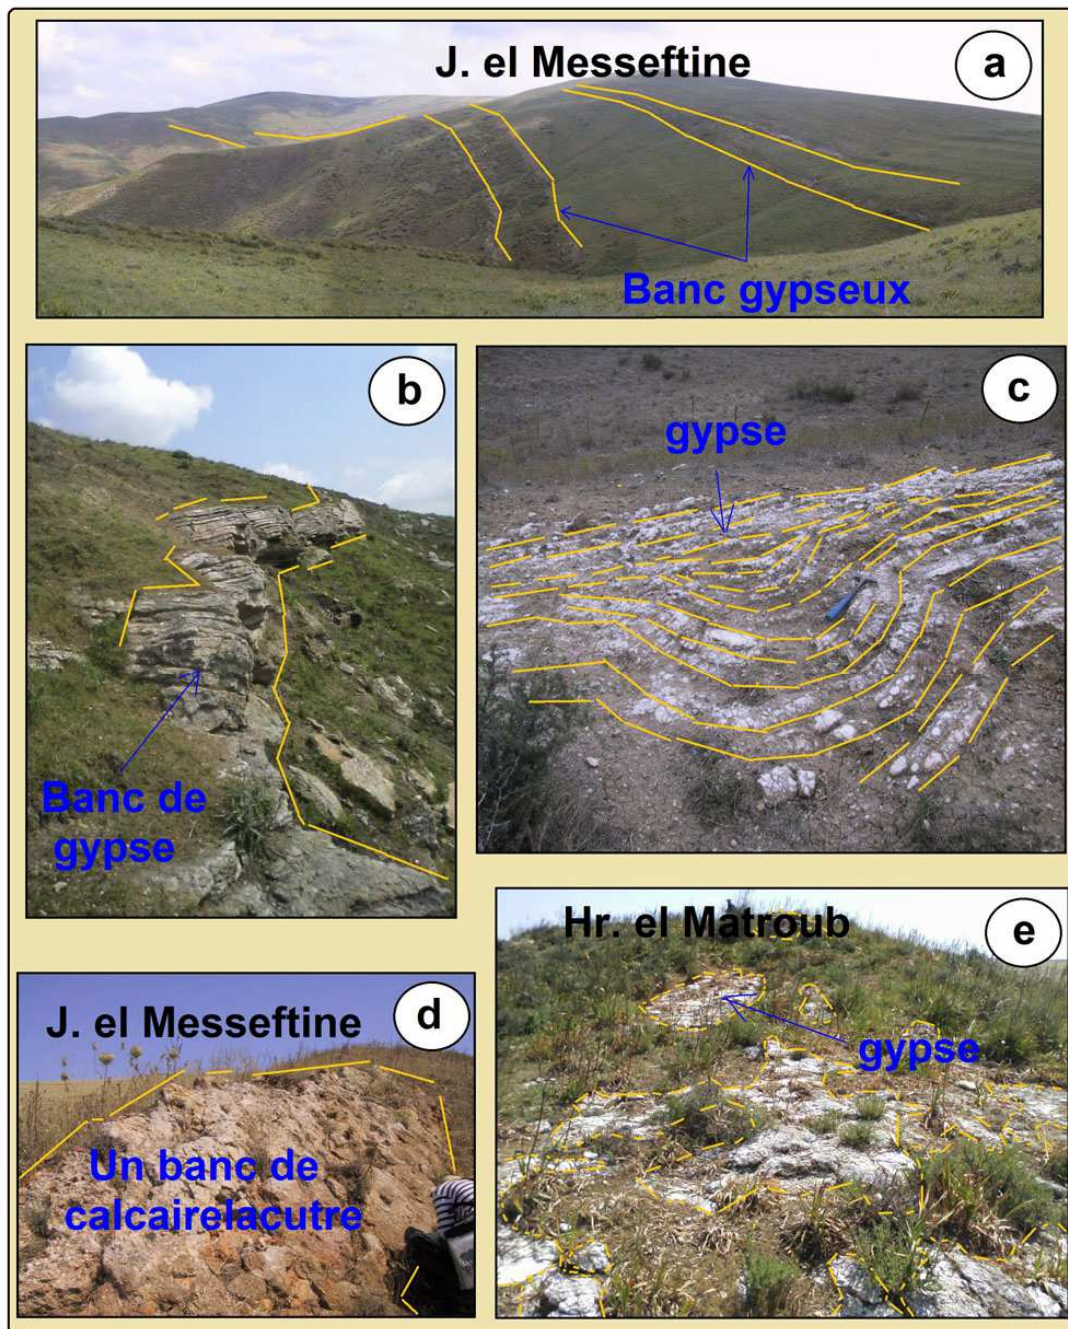 J. el Messeftine
a
Banc gypseux
b
Banc de
gypse
c
gypse
J. el Messeftine
d
Un banc de
calcairelacutre
Hr. el Matroub
e
gypse